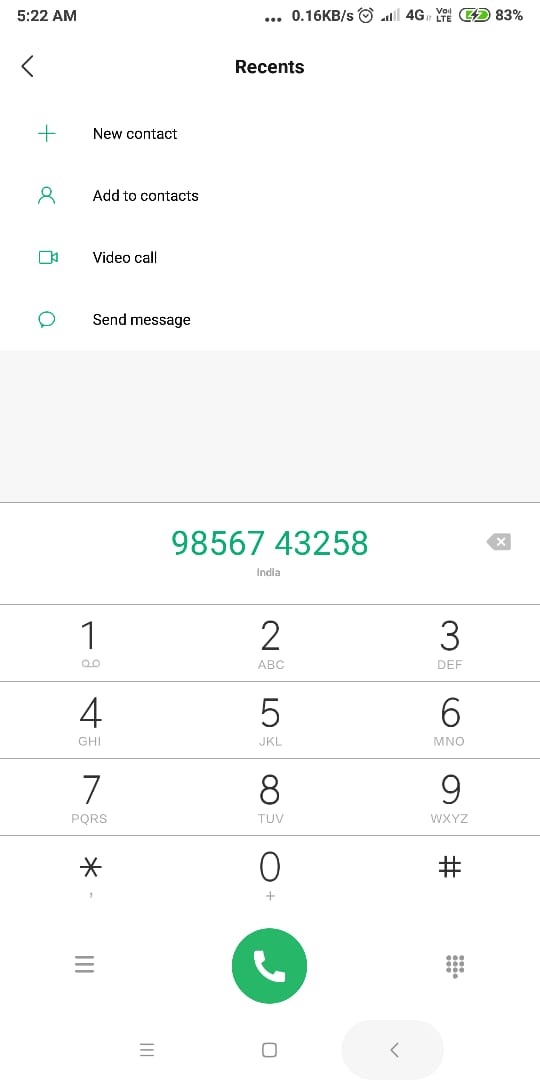 5:22 AM ... 0.16KB/s 4G Vo) LTE 83%
Recents
New contact
Add to contacts
Video call
Send message
98567 43258
India
1 2 3
ABC DEF
4 5 6
GHI JKL MNO
7 8 9
PQRS TUV WXYZ
* 0 #
, +